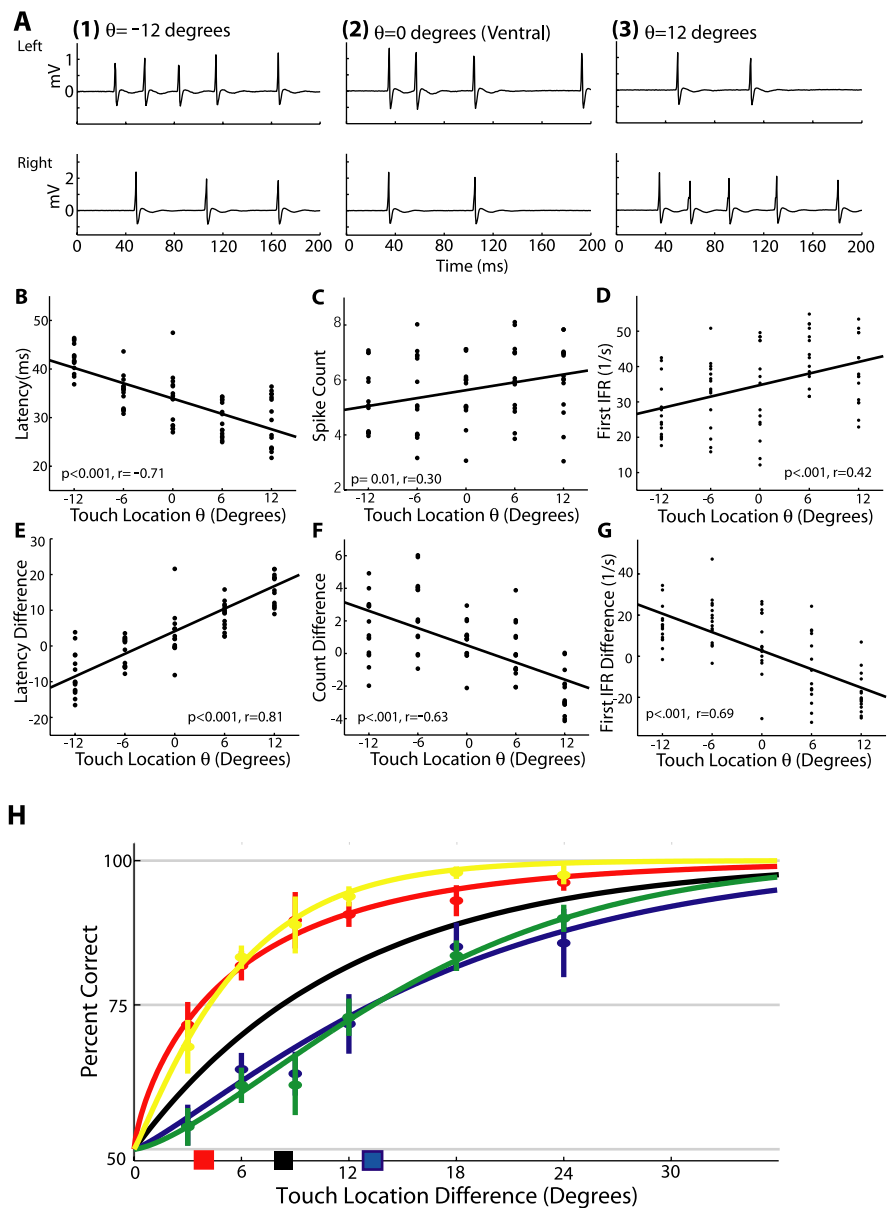 A
(1) θ= -12 degrees
(2) θ=0 degrees (Ventral)
(3) θ=12 degrees
Left
mV
1
0
Right
mV
2
0
0 40 80 120 160 200
0 40 80 120 160 200
0 40 80 120 160 200
Time (ms)
B
Latency(ms)
50
40
30
20
p<0.001, r= -0.71
-12 -6 0 6 12
Touch Location θ (Degrees)
C
Spike Count
8
6
4
2
p= 0.01, r=0.30
-12 -6 0 6 12
Touch Location θ (Degrees)
D
First IFR (1/s)
50
40
30
20
10
p<.001, r=0.42
-12 -6 0 6 12
Touch Location θ (Degrees)
E
Latency Difference
30
20
10
0
-10
-20
p<0.001, r=0.81
-12 -6 0 6 12
Touch Location θ (Degrees)
F
Count Difference
6
4
2
0
-2
-4
p<.001, r=-0.63
-12 -6 0 6 12
Touch Location θ (Degrees)
G
First IFR Difference (1/s)
40
20
0
-20
p<.001, r=0.69
-12 -6 0 6 12
Touch Location θ (Degrees)
H
Percent Correct
100
75
50
0 6 12 18 24 30
Touch Location Difference (Degrees)